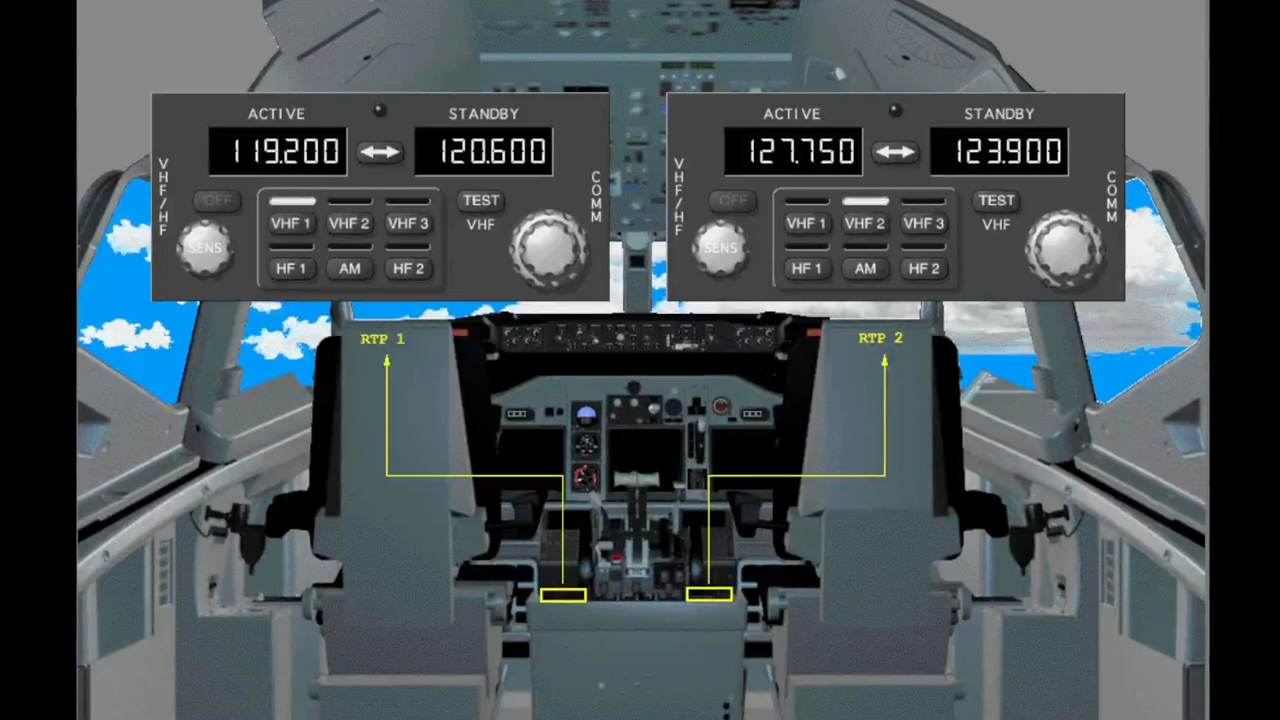 ACTIVE STANDBY
119.200 120.600
VHF/HF
COMM
OFF
TEST
VHF 1 VHF 2 VHF 3
VHF
SENS
HF 1 AM HF 2
ACTIVE STANDBY
127.750 123.900
VHF/HF
COMM
OFF
TEST
VHF 1 VHF 2 VHF 3
VHF
SENS
HF 1 AM HF 2
RTP 1
RTP 2